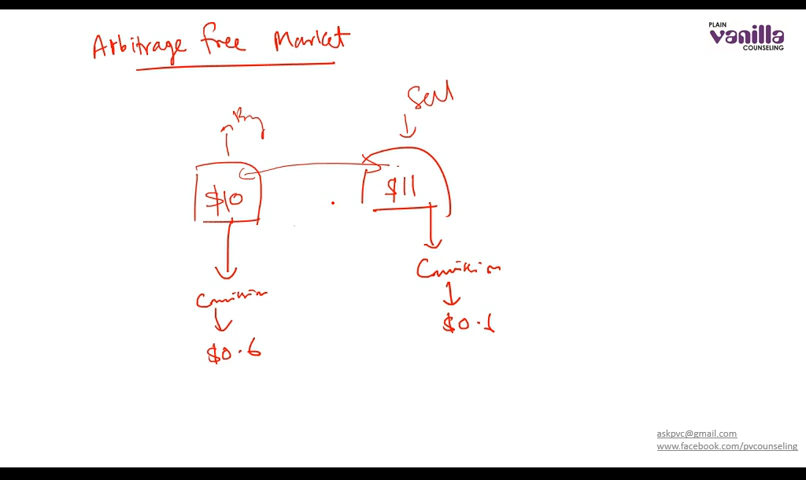 Arbitrage free Market
PLAIN
vanilla
COUNSELING
Sell
Buy
$10
$11
Commission
Commission
$0.6
$0.1
askpvc@gmail.com
www.facebook.com/pvcounseling